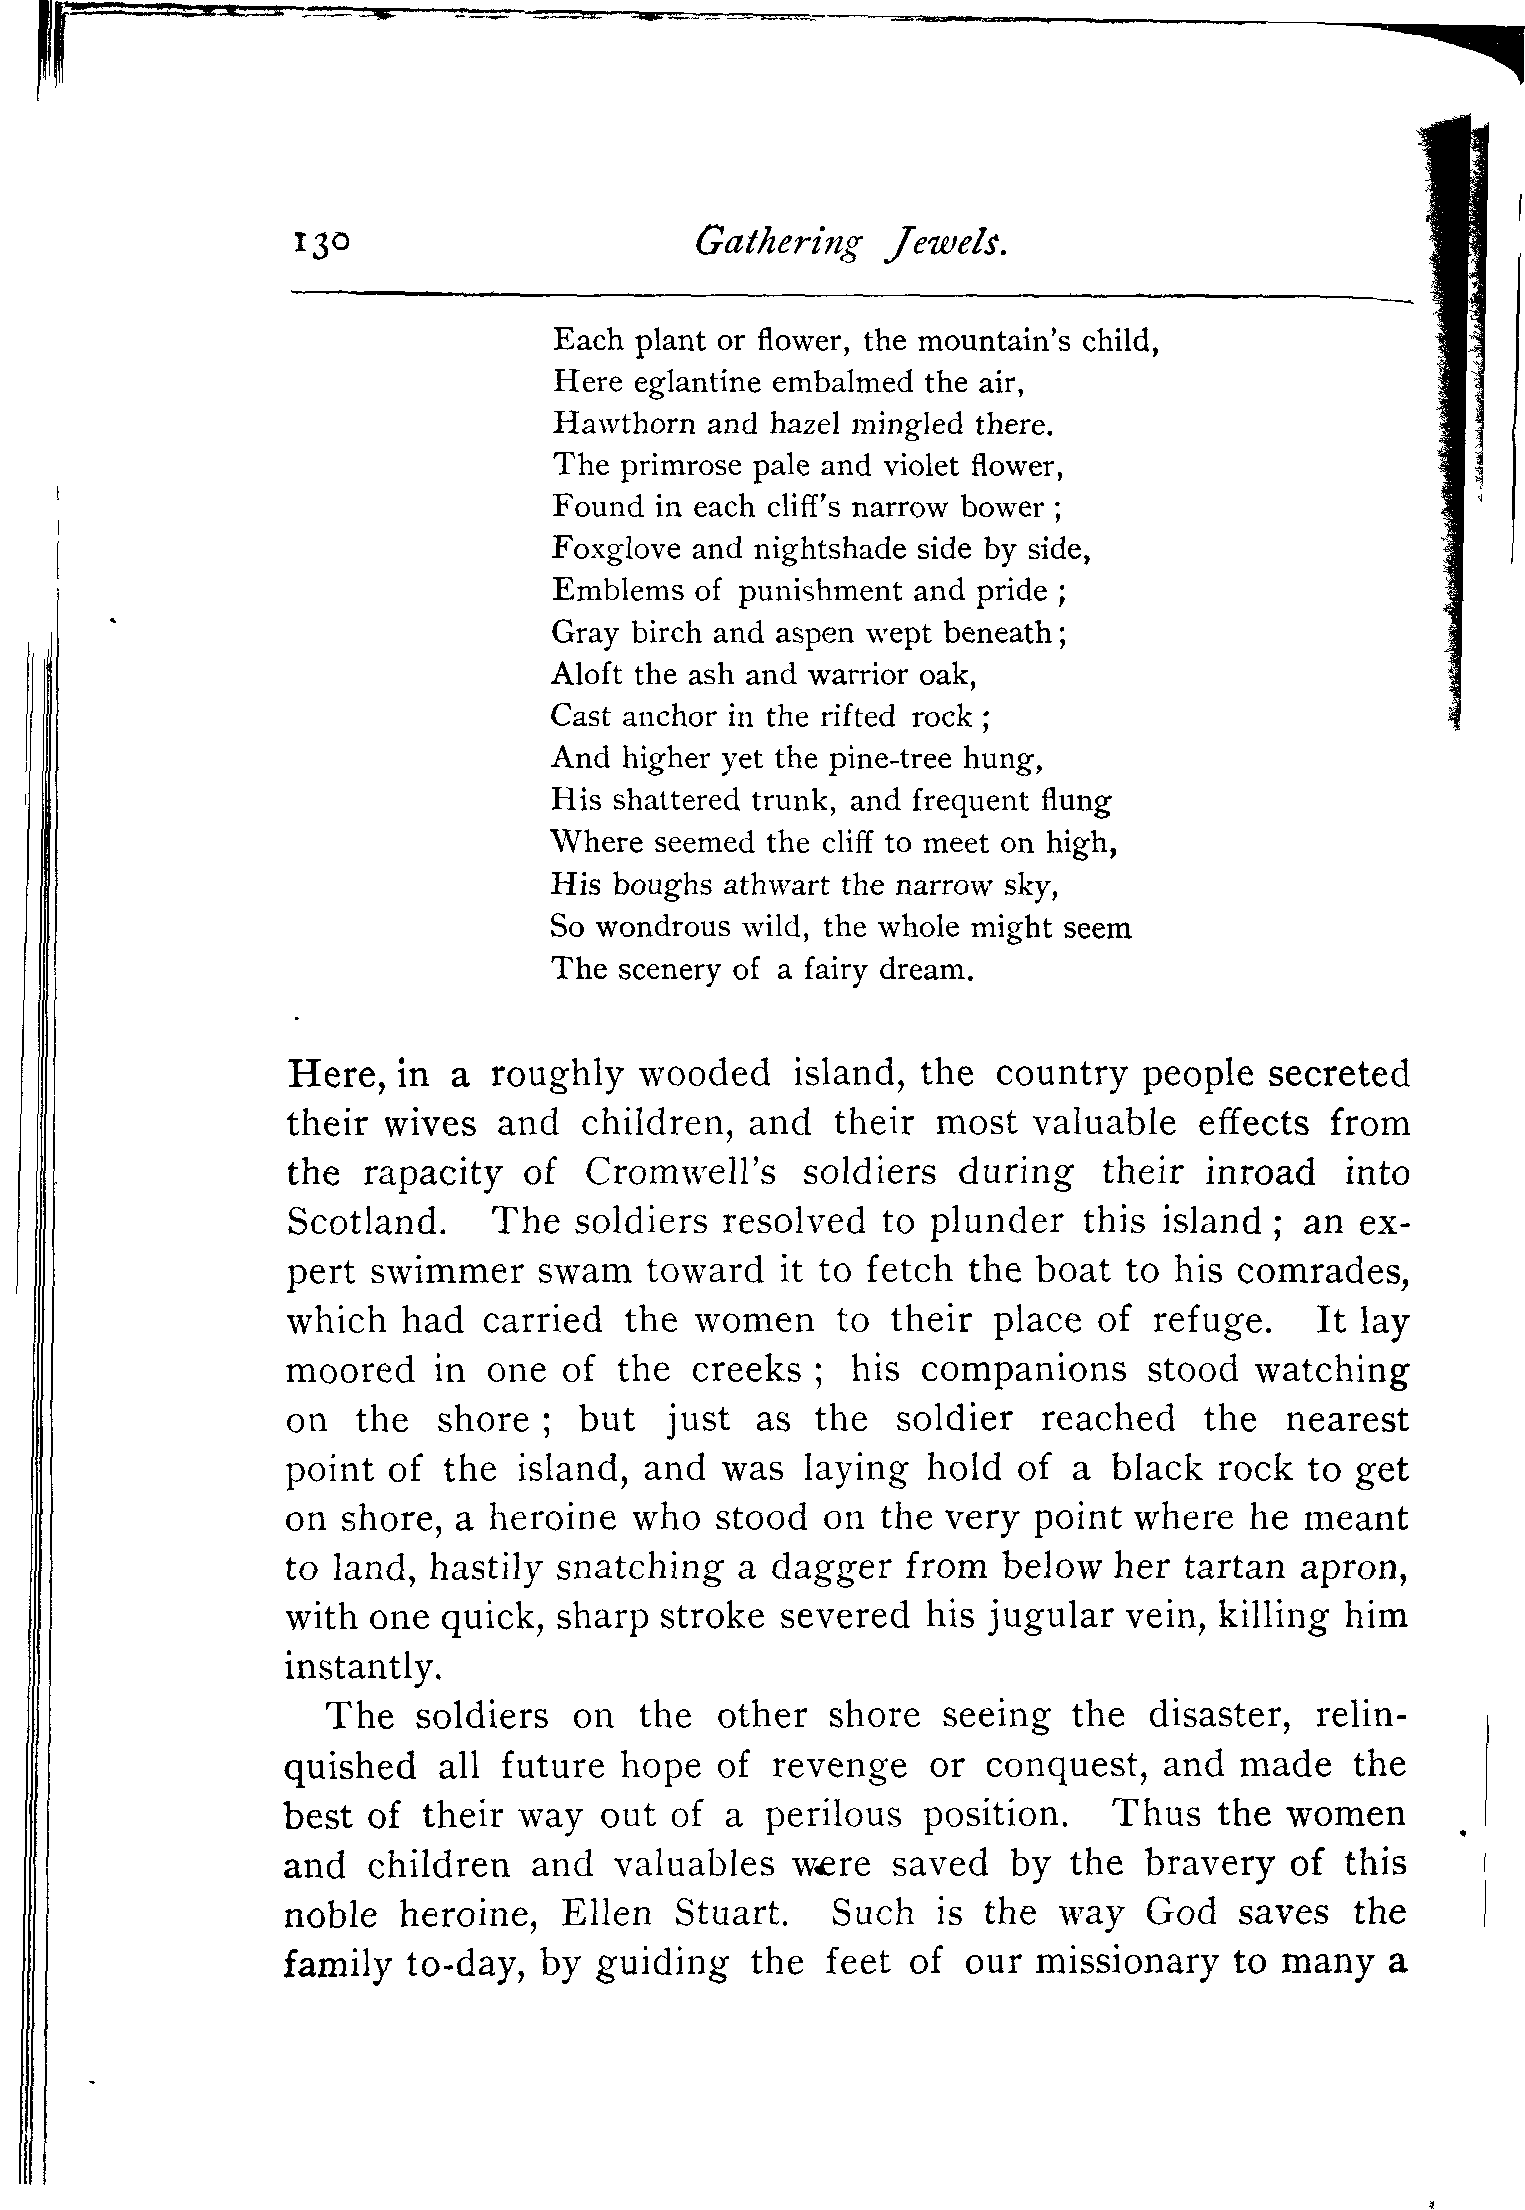 130 Gathering Jewels.
Each plant or flower, the mountain's child,
Here eglantine embalmed the air,
Hawthorn and hazel mingled there.
The primrose pale and violet flower,
Found in each cliff's narrow bower ;
Foxglove and nightshade side by side,
Emblems of punishment and pride ;
Gray birch and aspen wept beneath ;
Aloft the ash and warrior oak,
Cast anchor in the rifted rock ;
And higher yet the pine-tree hung,
His shattered trunk, and frequent flung
Where seemed the cliff to meet on high,
His boughs athwart the narrow sky,
So wondrous wild, the whole might seem
The scenery of a fairy dream.
Here, in a roughly wooded island, the country people secreted
their wives and children, and their most valuable effects from
the rapacity of Cromwell's soldiers during their inroad into
Scotland. The soldiers resolved to plunder this island ; an ex-
pert swimmer swam toward it to fetch the boat to his comrades,
which had carried the women to their place of refuge. It lay
moored in one of the creeks ; his companions stood watching
on the shore ; but just as the soldier reached the nearest
point of the island, and was laying hold of a black rock to get
on shore, a heroine who stood on the very point where he meant
to land, hastily snatching a dagger from below her tartan apron,
with one quick, sharp stroke severed his jugular vein, killing him
instantly.
The soldiers on the other shore seeing the disaster, relin-
quished all future hope of revenge or conquest, and made the
best of their way out of a perilous position. Thus the women
and children and valuables were saved by the bravery of this
noble heroine, Ellen Stuart. Such is the way God saves the
family to-day, by guiding the feet of our missionary to many a